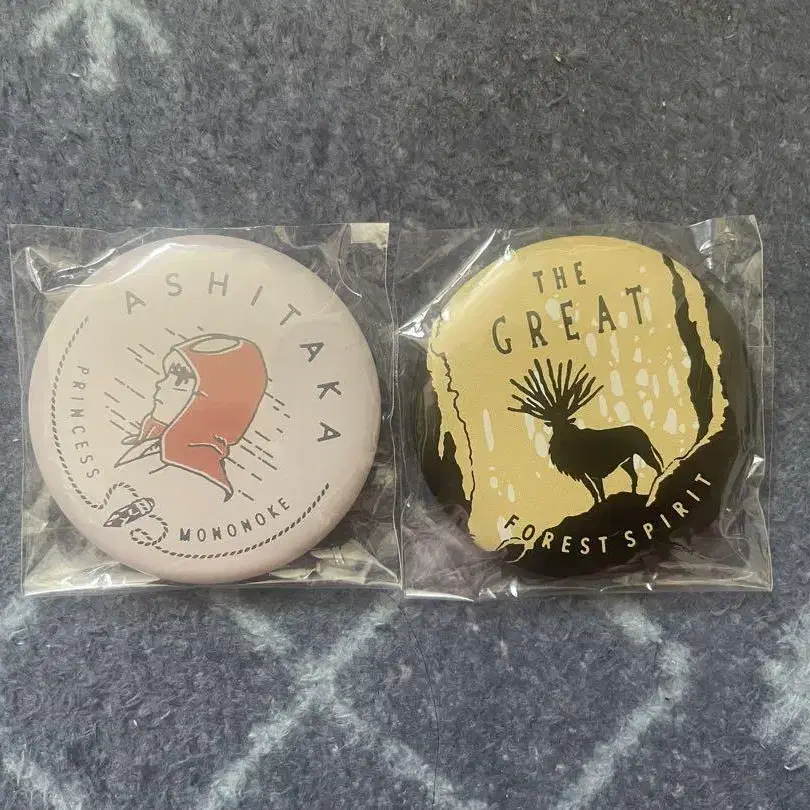 ASHITAKA
PRINCESS
MONONOKE
THE
GREAT
FOREST SPIRIT